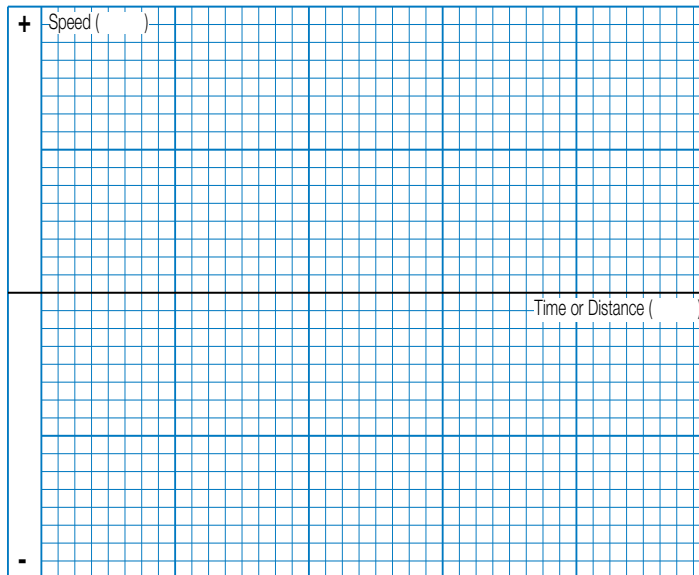 + Speed ( )
Time or Distance ( )
-